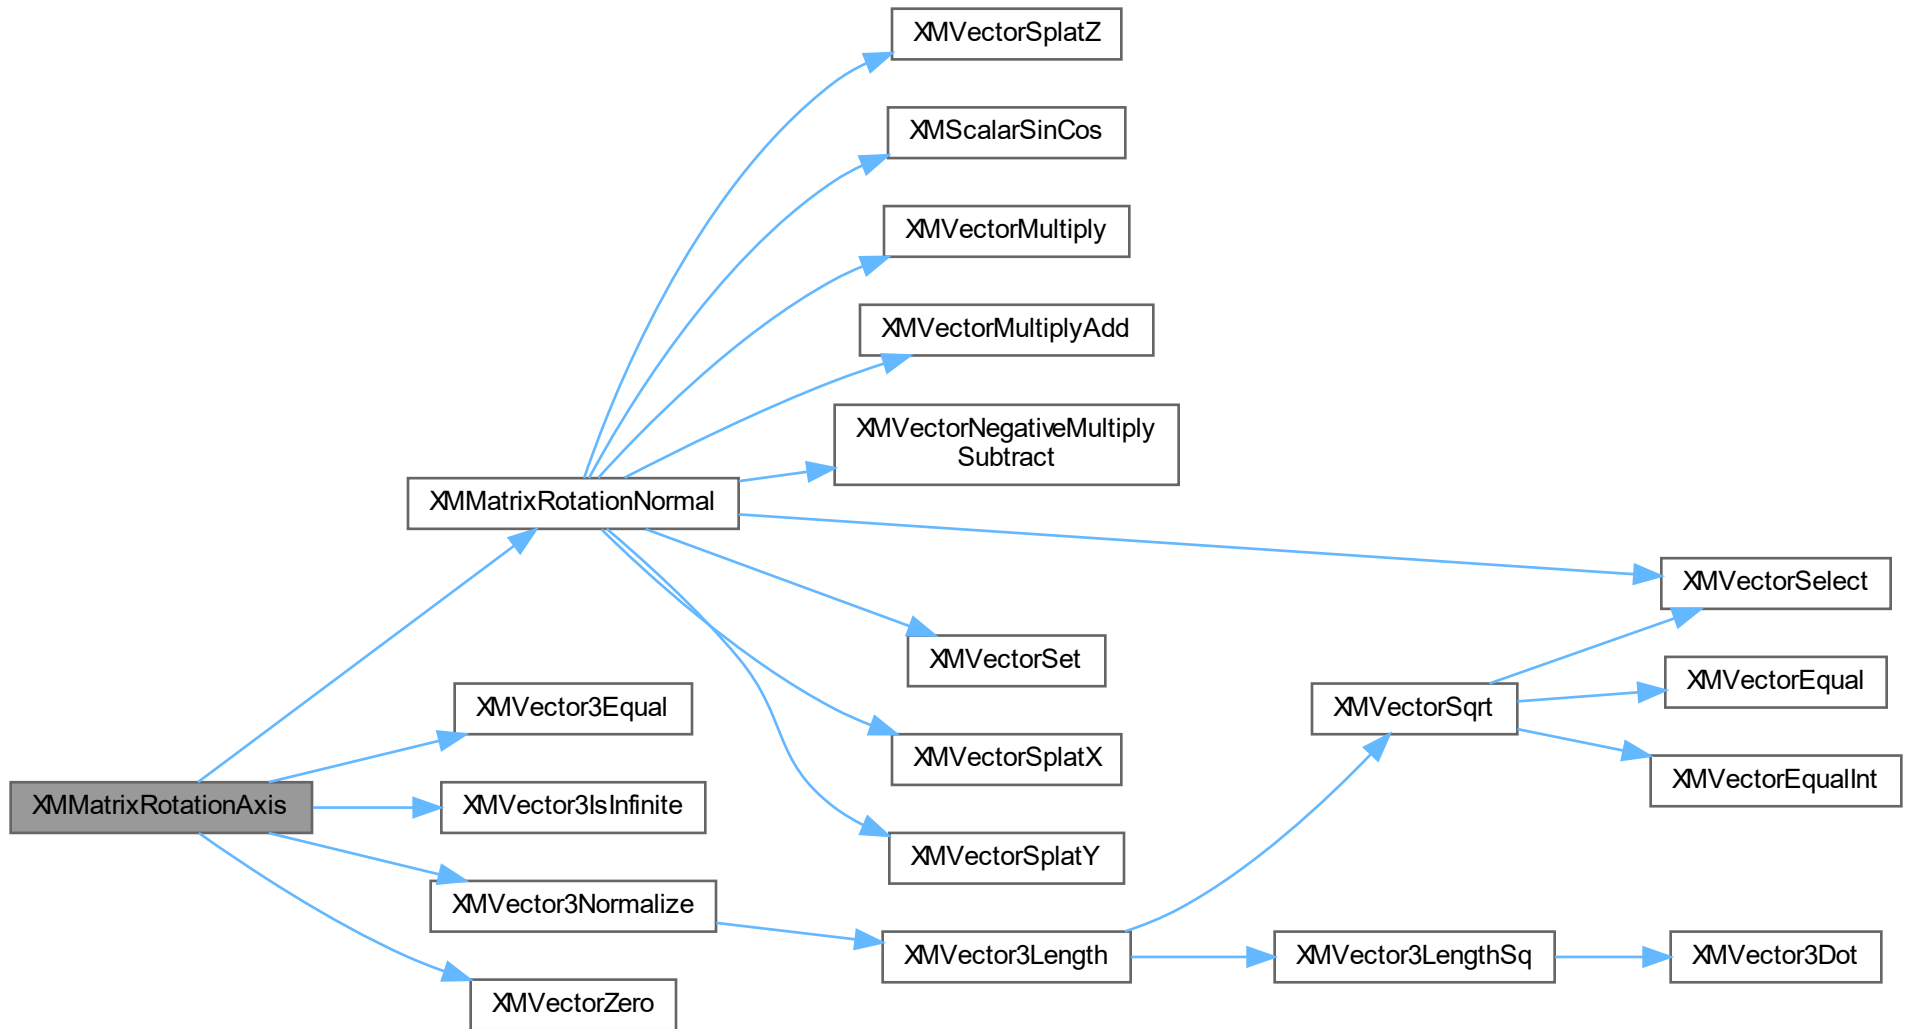 XMVectorSplatZ
XMScalarSinCos
XMVectorMultiply
XMVectorMultiplyAdd
XMVectorNegativeMultiply
Subtract
XMMatrixRotationNormal
XMVectorSelect
XMVectorSet
XMVectorEqual
XMVector3Equal
XMVectorSqrt
XMVectorSplatX
XMVectorEqualInt
XMMatrixRotationAxis
XMVector3IsInfinite
XMVectorSplatY
XMVector3Normalize
XMVector3Length
XMVector3LengthSq
XMVector3Dot
XMVectorZero